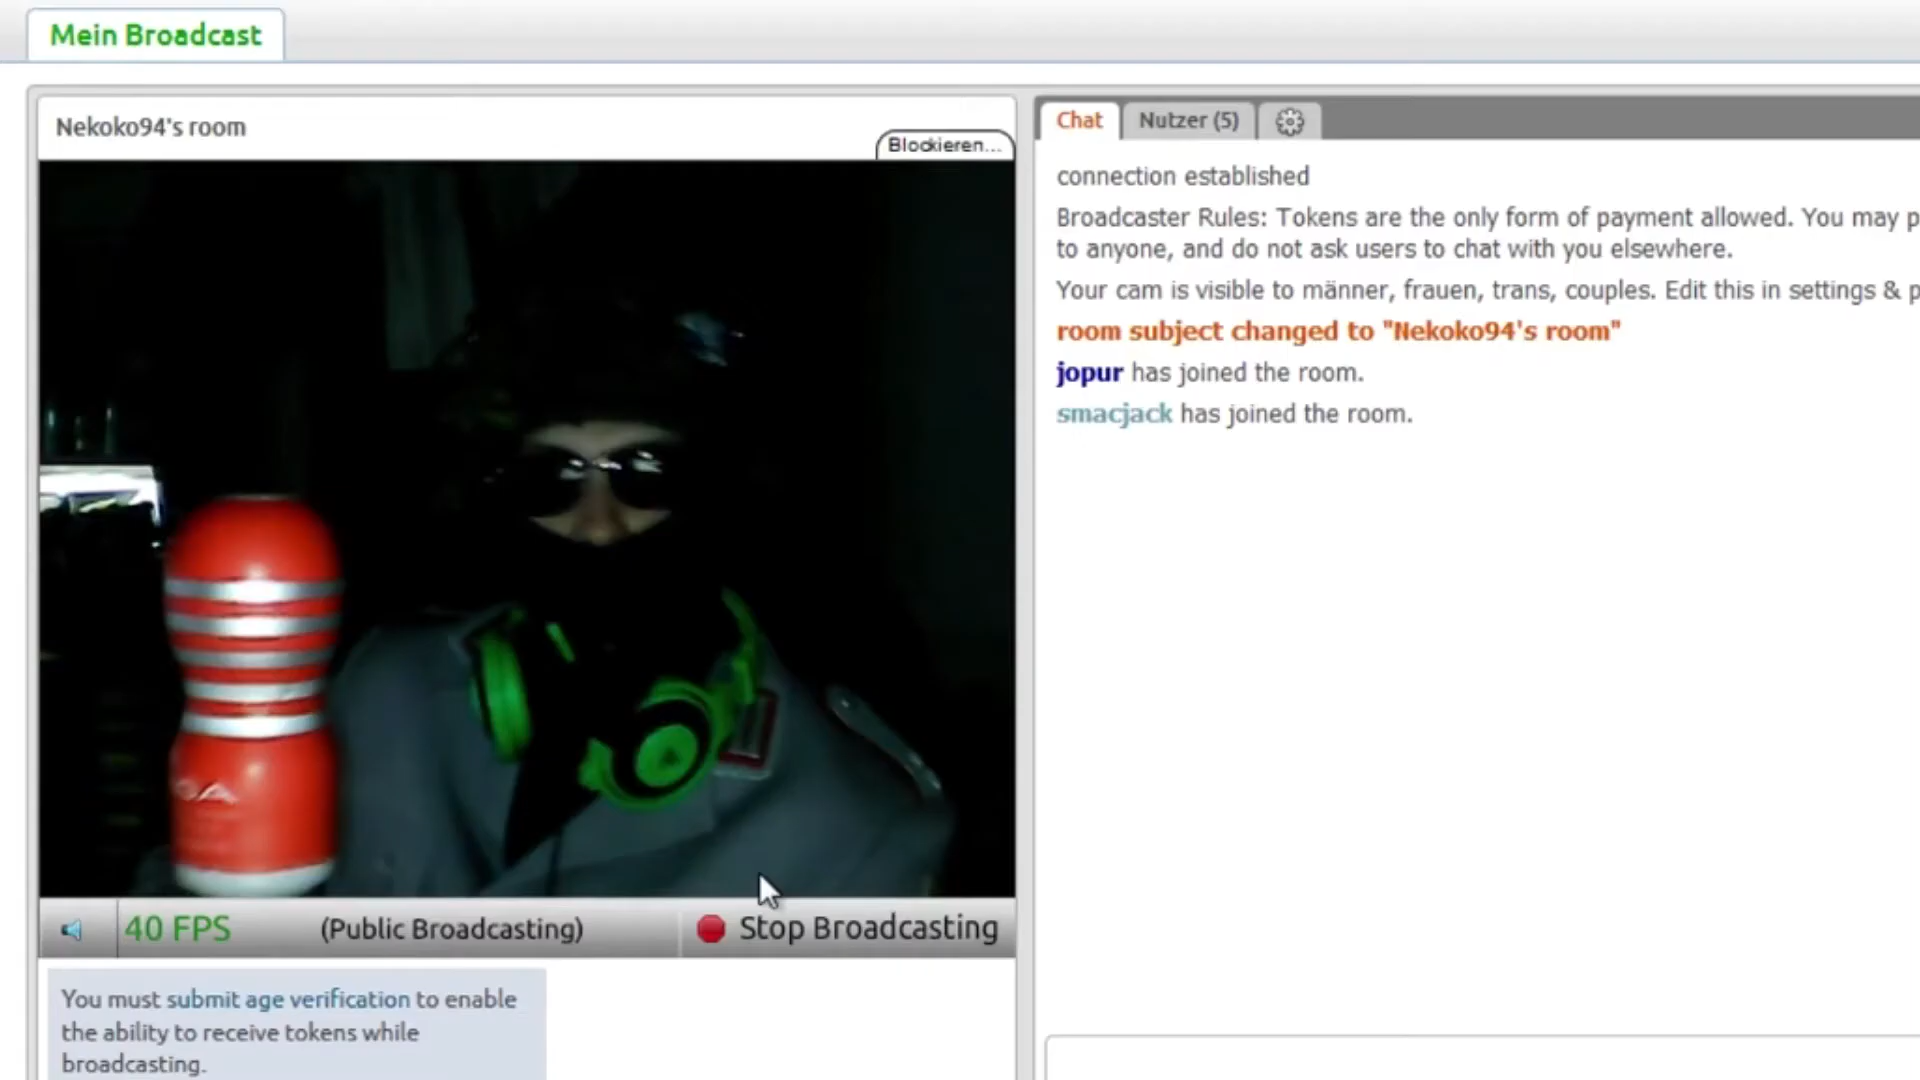 Mein Broadcast
Nekoko94's room
Blockieren...
40 FPS
(Public Broadcasting)
Stop Broadcasting
You must submit age verification to enable
the ability to receive tokens while
broadcasting.
Chat
Nutzer (5)
connection established
Broadcaster Rules: Tokens are the only form of payment allowed. You may p
to anyone, and do not ask users to chat with you elsewhere.
Your cam is visible to männer, frauen, trans, couples. Edit this in settings & p
room subject changed to "Nekoko94's room"
jopur has joined the room.
smacjack has joined the room.